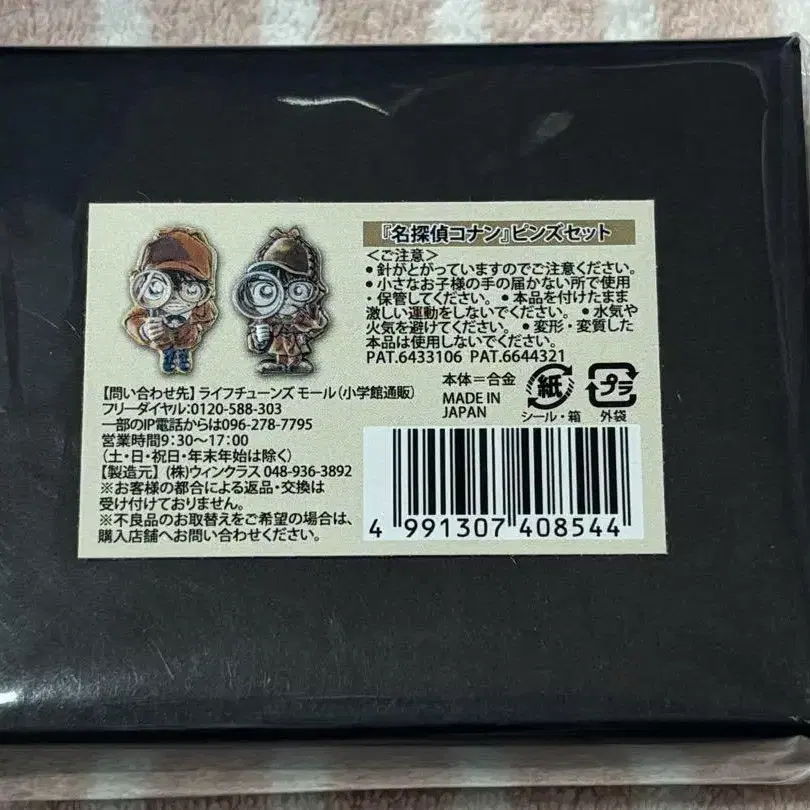 『名探偵コナン』ピンズセット
＜ご注意＞
●針がとがっていますのでご注意ください。
●小さなお子様の手の届かない所で使用
・保管してください。●本品を付けたまま
激しい運動をしないでください。●水気や
火気を避けてください。●変形・変質した
本品は使用しないでください。
PAT.6433106 PAT.6644321
本体＝合金
MADE IN
JAPAN
紙
シール・箱
プラ
外袋
【問い合わせ先】ライフチューンズ モール(小学館通販)
フリーダイヤル:0120-588-303
一部のIP電話からは096-278-7795
営業時間9:30〜17:00
(土・日・祝日・年末年始は除く)
【製造元】(株)ウィンクラス 048-936-3892
※お客様の都合による返品・交換は
受け付けておりません。
※不良品のお取替えをご希望の場合は、
購入店舗へお問い合わせください。
4 991307 408544